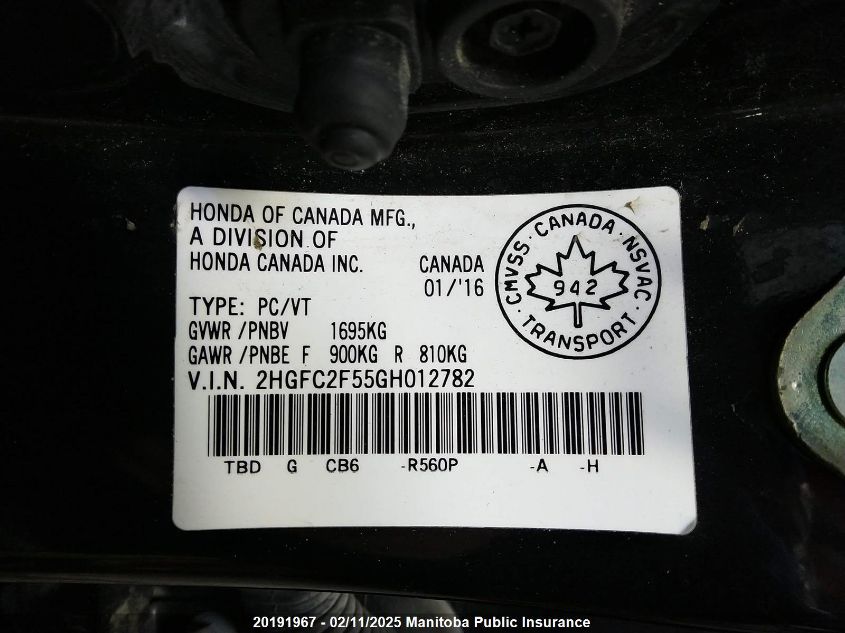 HONDA OF CANADA MFG.,
A DIVISION OF
HONDA CANADA INC. CANADA
01/'16
TYPE: PC/VT
GVWR /PNBV 1695KG
GAWR /PNBE F 900KG R 810KG
V.I.N. 2HGFC2F55GH012782
TBD G CB6 -R560P -A -H
CMVSS · CANADA · NSVAC ·
942
TRANSPORT
20191967 - 02/11/2025 Manitoba Public Insurance